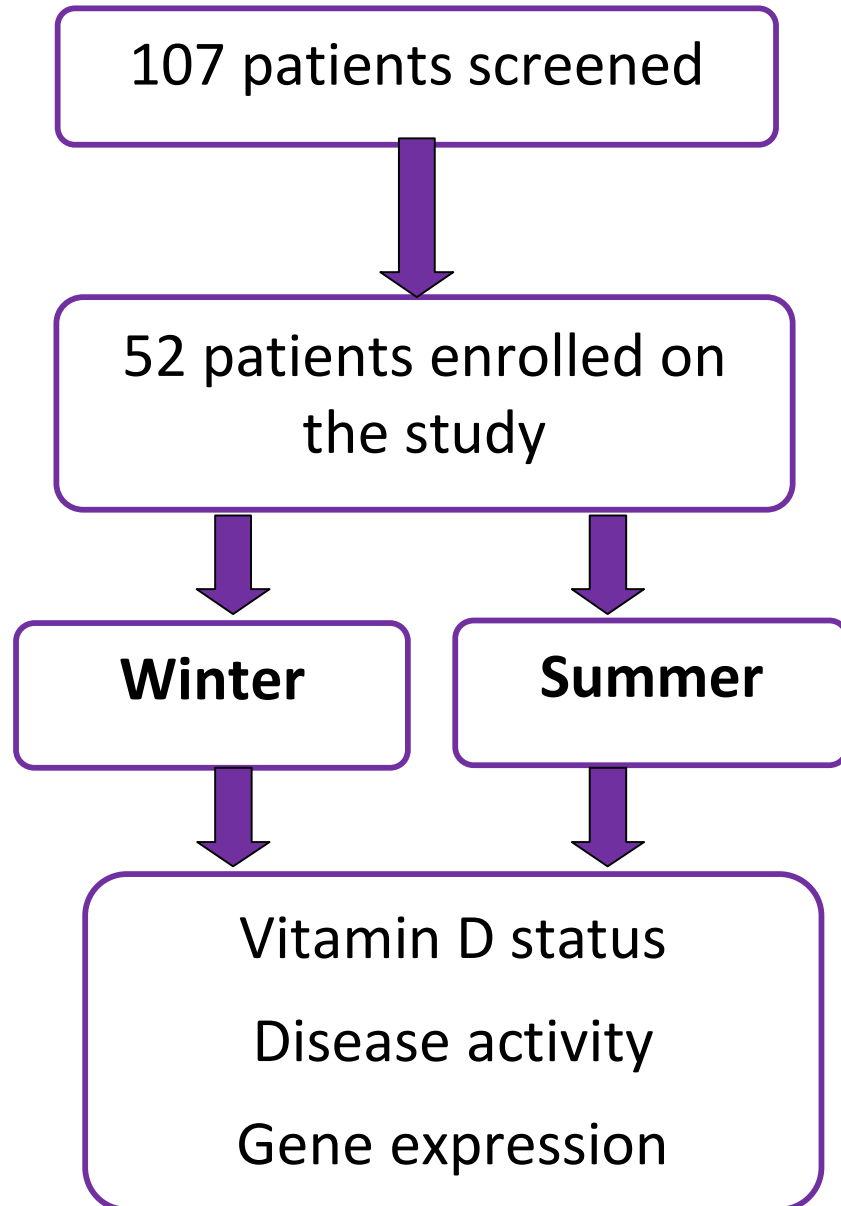 107 patients screened
52 patients enrolled on
the study
Winter
Summer
Vitamin D status
Disease activity
Gene expression